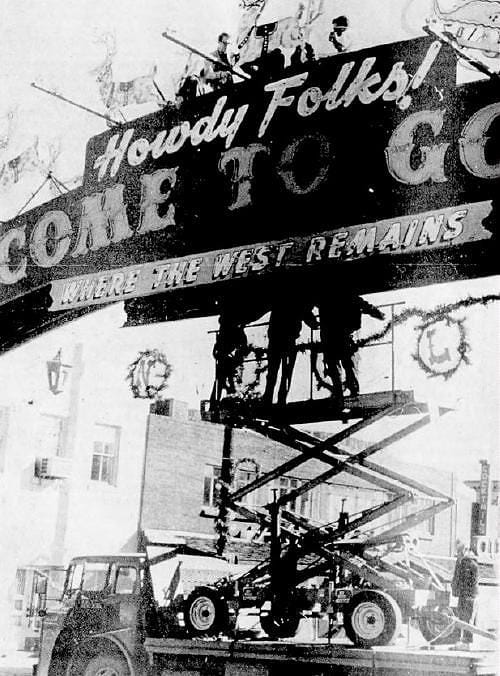 Howdy Folks!
COME TO GO
WHERE THE WEST REMAINS
L